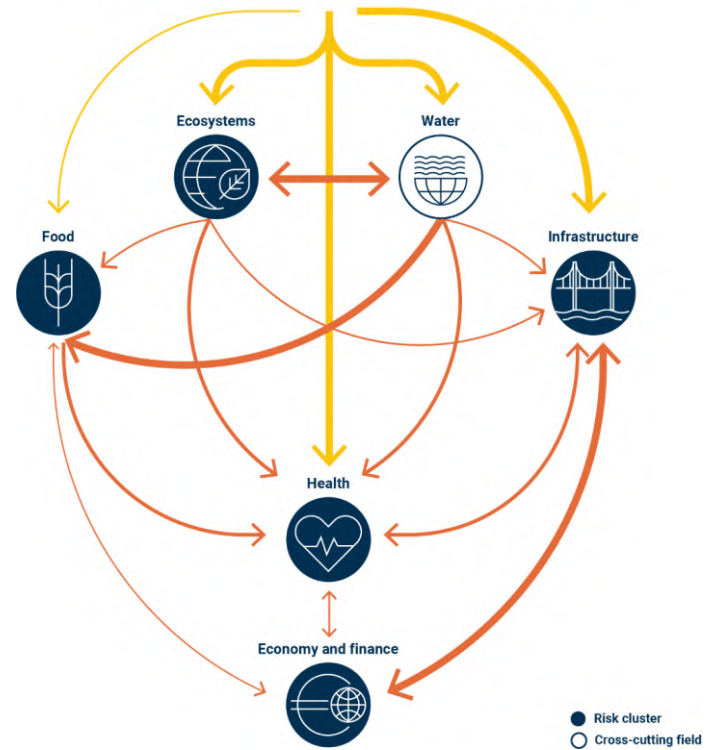 Ecosystems
Water
Food
Infrastructure
Health
Economy and finance
Risk cluster
Cross-cutting field